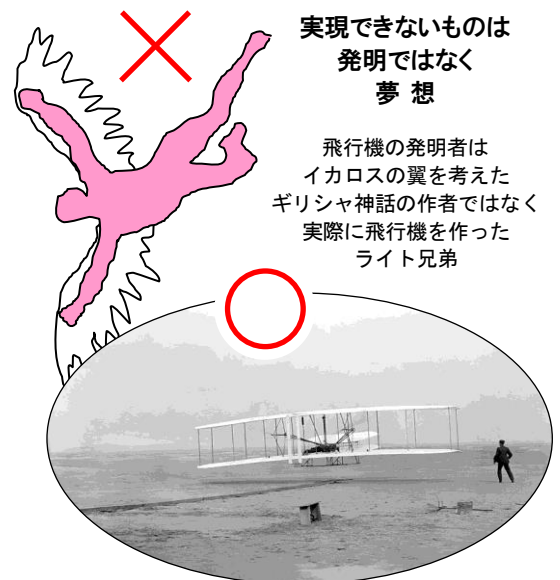 実現できないものは
発明ではなく
夢 想
飛行機の発明者は
イカロスの翼を考えた
ギリシャ神話の作者ではなく
実際に飛行機を作った
ライト兄弟